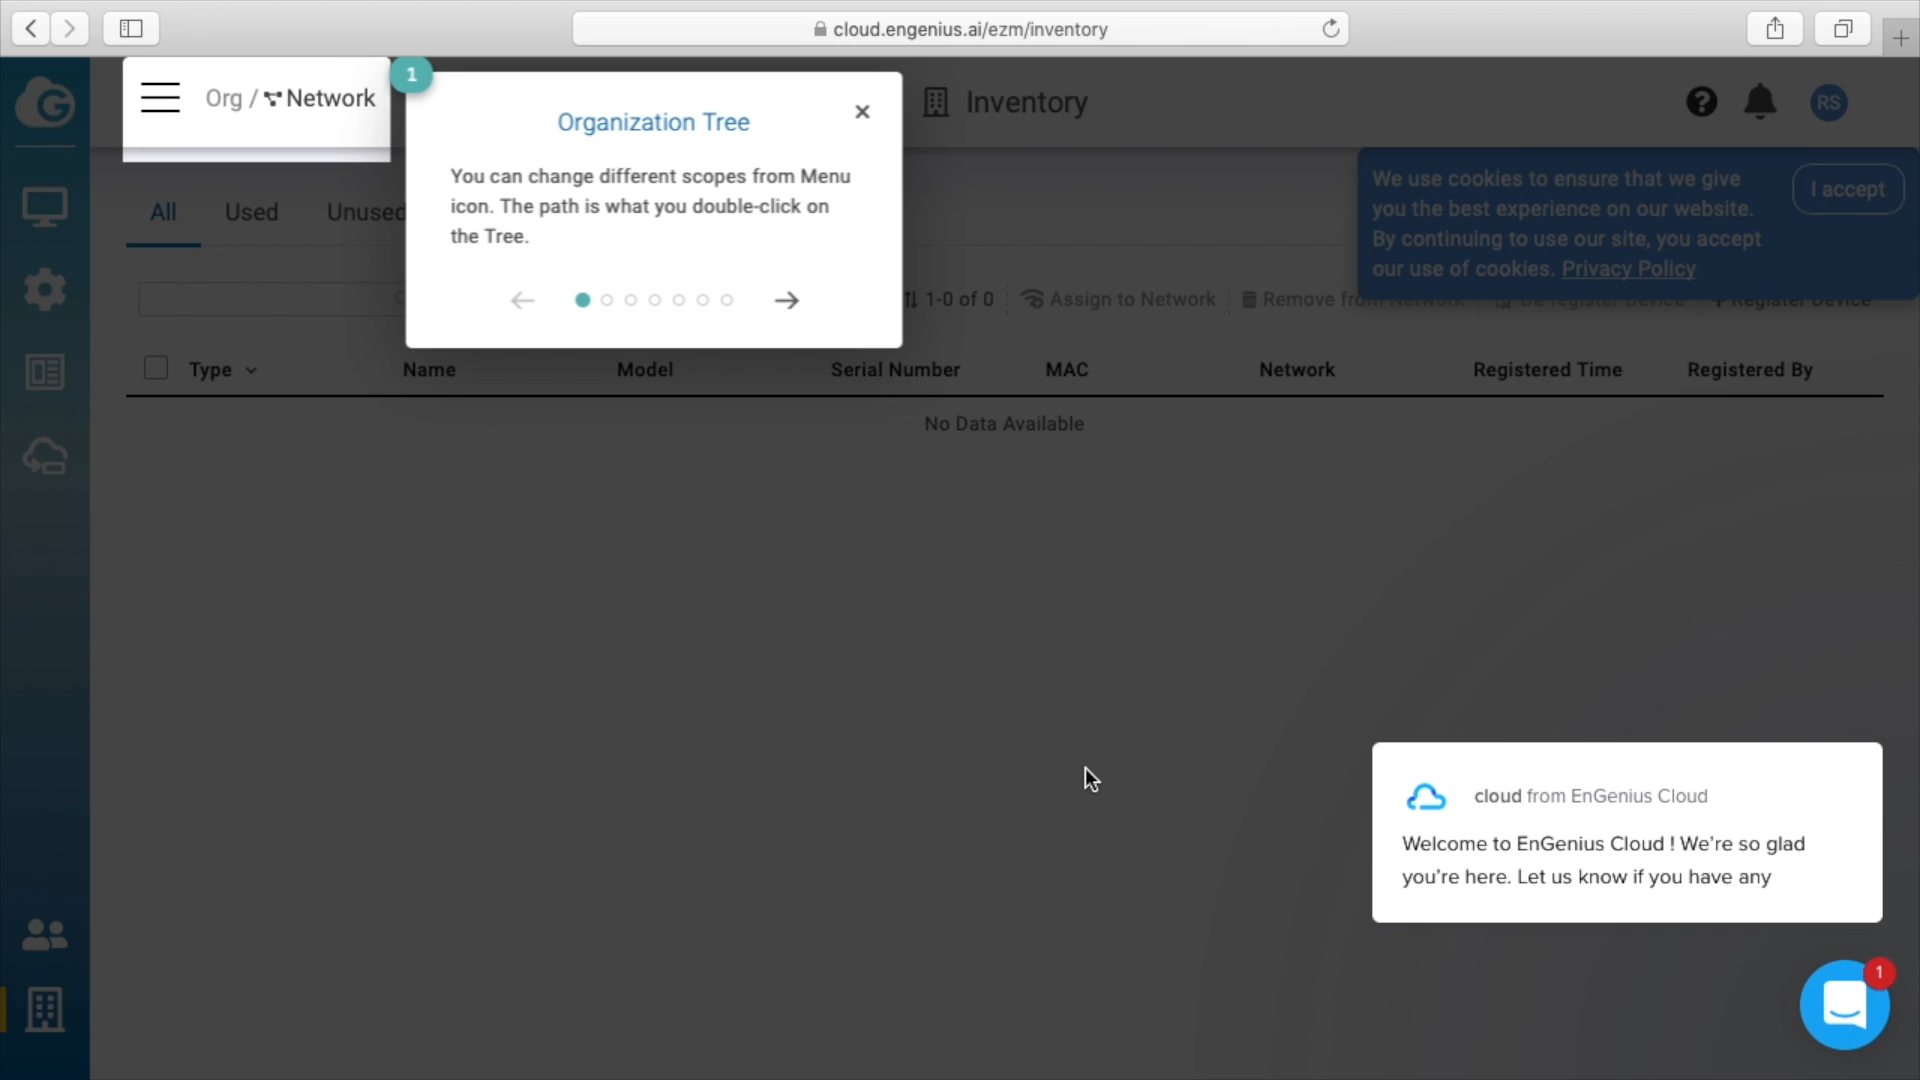 cloud.engenius.ai/ezm/inventory
Org / Network
1
Organization Tree
You can change different scopes from Menu
icon. The path is what you double-click on
the Tree.
Inventory
RS
We use cookies to ensure that we give
you the best experience on our website.
By continuing to use our site, you accept
our use of cookies. Privacy Policy
I accept
All Used Unused
1-0 of 0 Assign to Network Remove from Network De-register Device + Register Device
Type Name Model Serial Number MAC Network Registered Time Registered By
No Data Available
cloud from EnGenius Cloud
Welcome to EnGenius Cloud ! We're so glad
you're here. Let us know if you have any
1